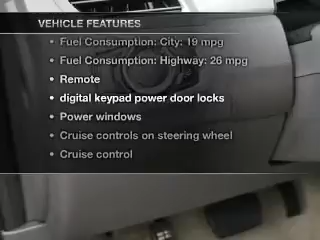 VEHICLE FEATURES
• Fuel Consumption: City: 19 mpg
• Fuel Consumption: Highway: 26 mpg
• Remote
• digital keypad power door locks
• Power windows
• Cruise controls on steering wheel
• Cruise control